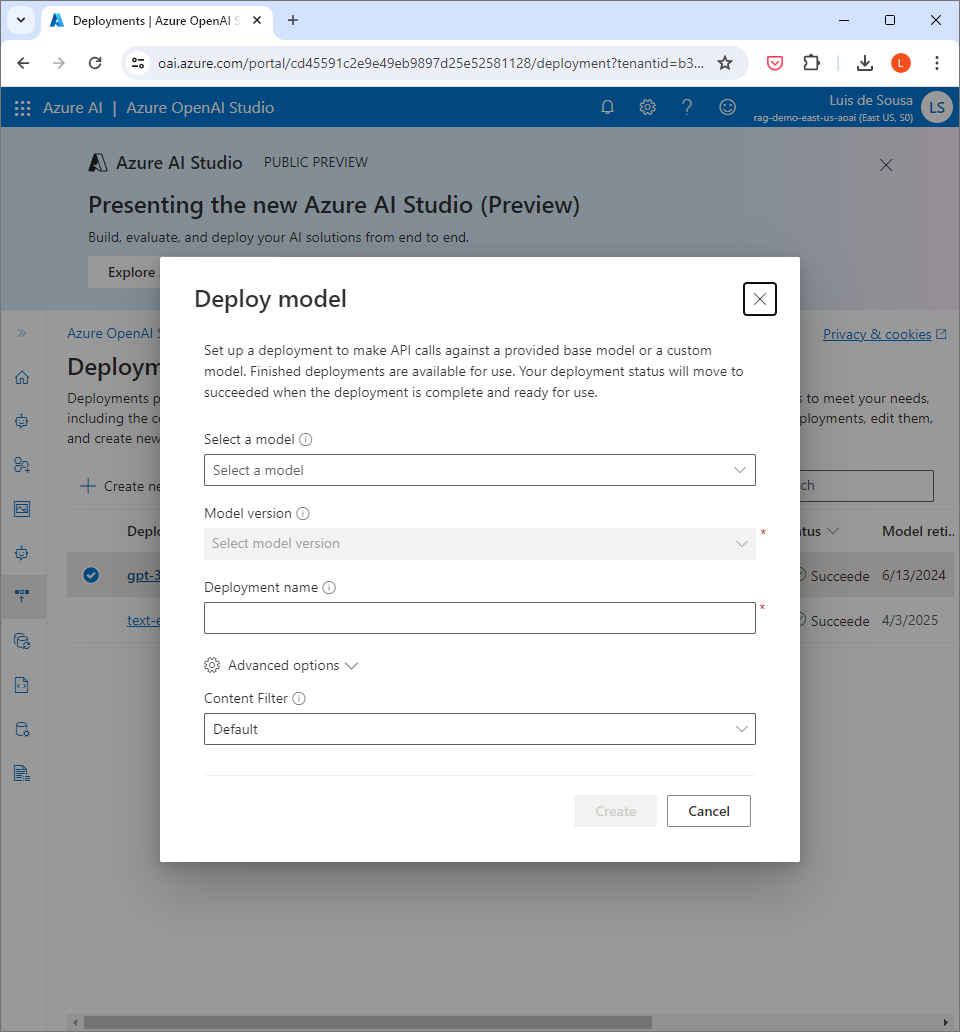 Deployments | Azure OpenAI S
oai.azure.com/portal/cd45591c2e9e49eb9897d25e52581128/deployment?tenantid=b3...
L
Azure AI | Azure OpenAI Studio
Luis de Sousa
rag-demo-east-us-aoai (East US, S0)
LS
Azure AI Studio PUBLIC PREVIEW
Presenting the new Azure AI Studio (Preview)
Build, evaluate, and deploy your AI solutions from end to end.
Explore
Azure OpenAI S
Privacy & cookies
Deploym
Deployments p
s to meet your needs,
including the c
ployments, edit them,
and create new
Create ne
rch
Deplo
tus
Model reti..
gpt-3
Succeede
6/13/2024
text-e
Succeede
4/3/2025
Deploy model
Set up a deployment to make API calls against a provided base model or a custom
model. Finished deployments are available for use. Your deployment status will move to
succeeded when the deployment is complete and ready for use.
Select a model
Select a model
Model version
Select model version *
Deployment name
*
Advanced options
Content Filter
Default
Create Cancel